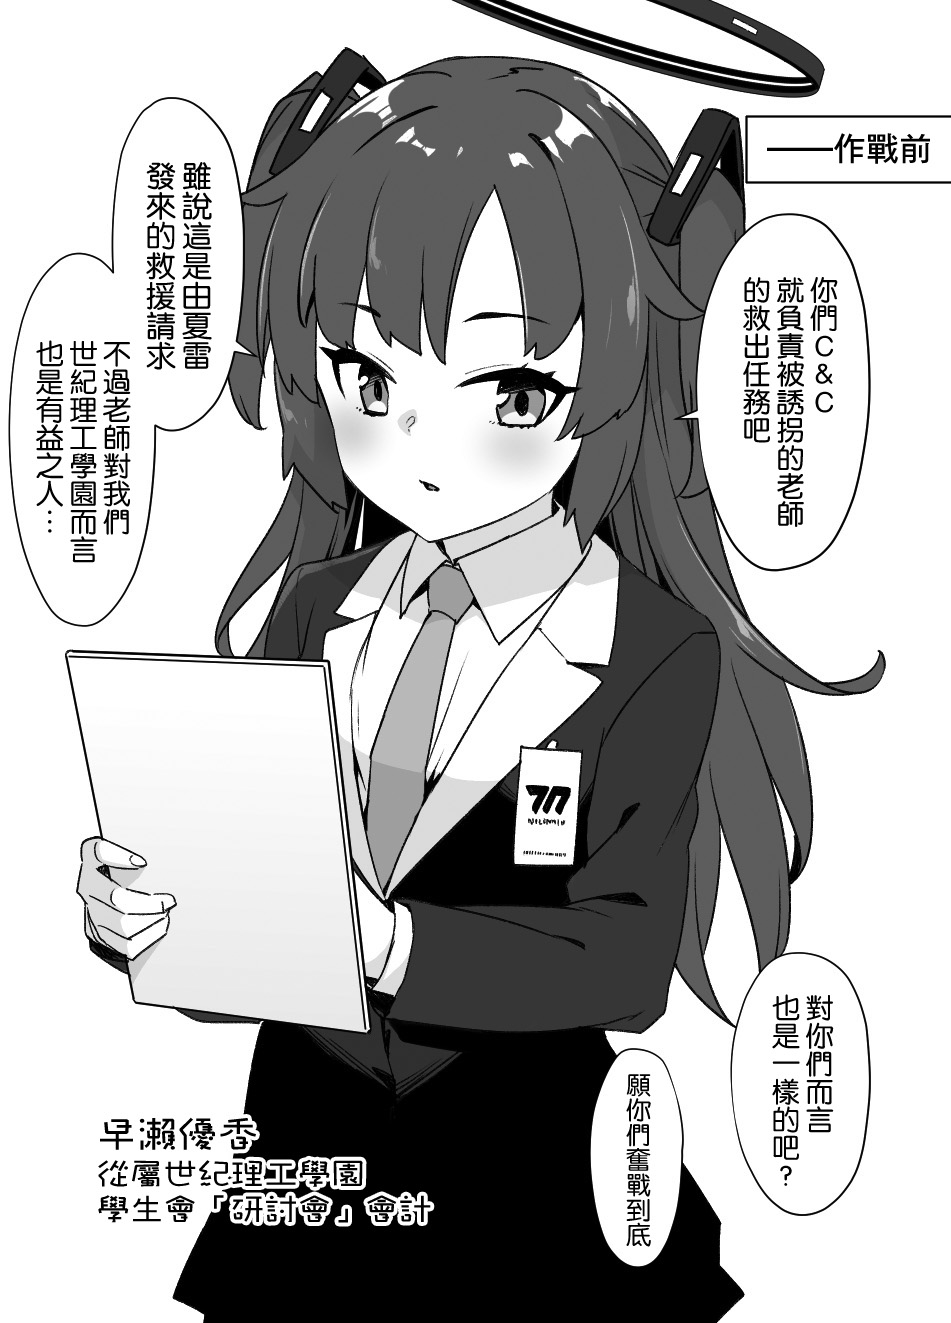 ——作戰前
你們C&C
就負責被誘拐的老師
的救出任務吧
雖說這是由夏雷
發來的救援請求
不過老師對我們
世紀理工學園而言
也是有益之人…
對你們而言
也是一樣的吧?
願你們奮戰到底
早瀨優香
從屬世紀理工學園
學生會「研討會」會計